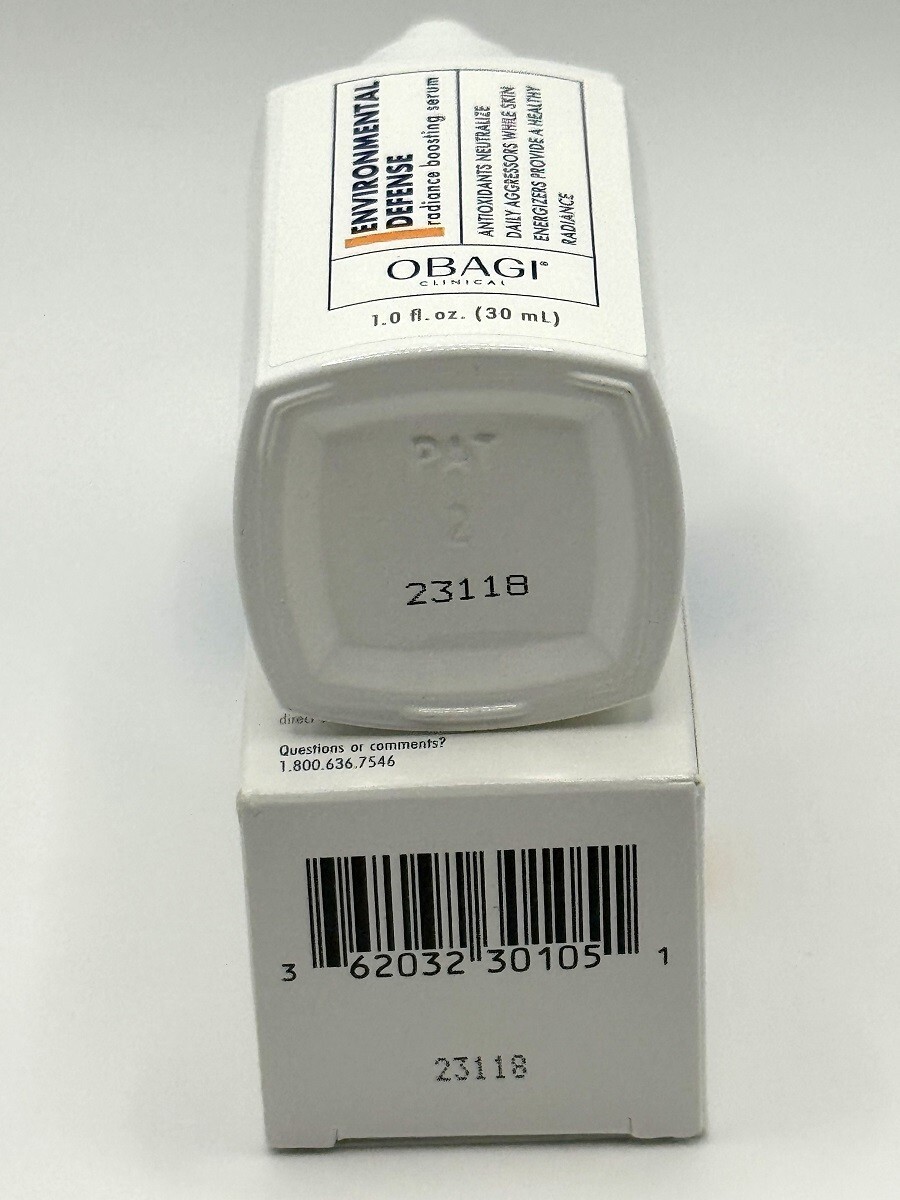 ENVIRONMENTAL
DEFENSE
radiance boosting serum
ANTIOXIDANTS NEUTRALIZE
DAILY AGGRESSORS WHILE SKIN
ENERGIZERS PROVIDE A HEALTHY
RADIANCE
OBAGI®
CLINICAL
1.0 fl. oz. (30 mL)
PAT
2
23118
Questions or comments?
1.800.636.7546
3 62032 30105 1
23118